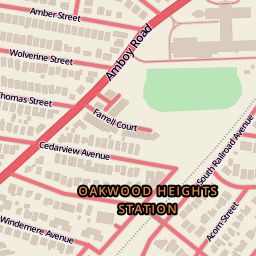 Amber Street
Amboy Road
Wolverine Street
Thomas Street
Farrell Court
South Railroad Avenue
Cedarview Avenue
OAKWOOD HEIGHTS
STATION
Acorn Street
Windemere Avenue